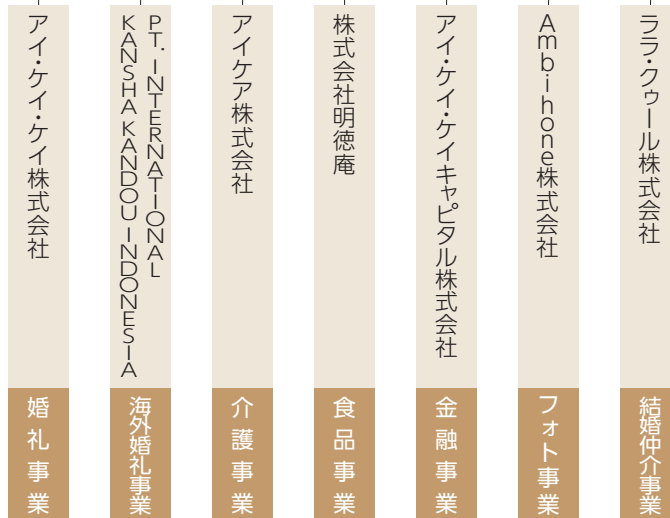 アイ・ケイ・ケイ株式会社
婚礼事業
PT. INTERNATIONAL
KANSHA KANDOU INDONESIA
海外婚礼事業
アイケア株式会社
介護事業
株式会社明徳庵
食品事業
アイ・ケイ・ケイキャピタル株式会社
金融事業
Ambihone株式会社
フォト事業
ララ・クゥール株式会社
結婚仲介事業